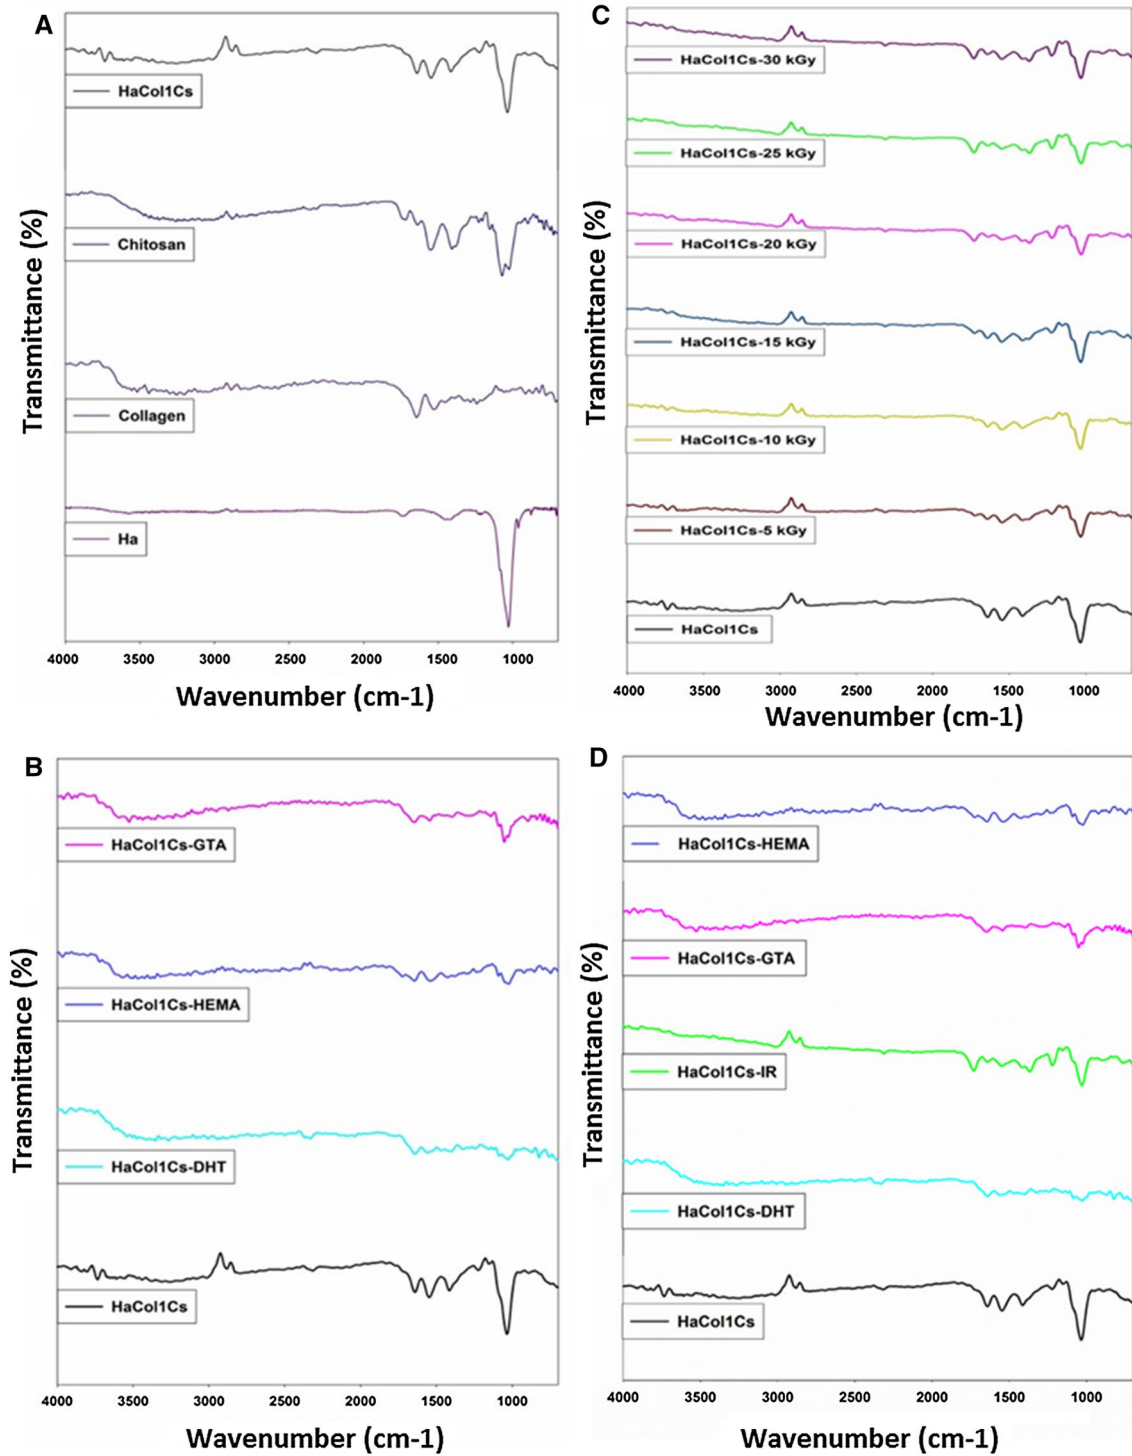 A
Transmittance (%)
HaCol1Cs
Chitosan
Collagen
Ha
4000 3500 3000 2500 2000 1500 1000
Wavenumber (cm-1)
C
Transmittance (%)
HaCol1Cs-30 kGy
HaCol1Cs-25 kGy
HaCol1Cs-20 kGy
HaCol1Cs-15 kGy
HaCol1Cs-10 kGy
HaCol1Cs-5 kGy
HaCol1Cs
4000 3500 3000 2500 2000 1500 1000
Wavenumber (cm-1)
B
Transmittance (%)
HaCol1Cs-GTA
HaCol1Cs-HEMA
HaCol1Cs-DHT
HaCol1Cs
4000 3500 3000 2500 2000 1500 1000
Wavenumber (cm-1)
D
Transmittance (%)
HaCol1Cs-HEMA
HaCol1Cs-GTA
HaCol1Cs-IR
HaCol1Cs-DHT
HaCol1Cs
4000 3500 3000 2500 2000 1500 1000
Wavenumber (cm-1)